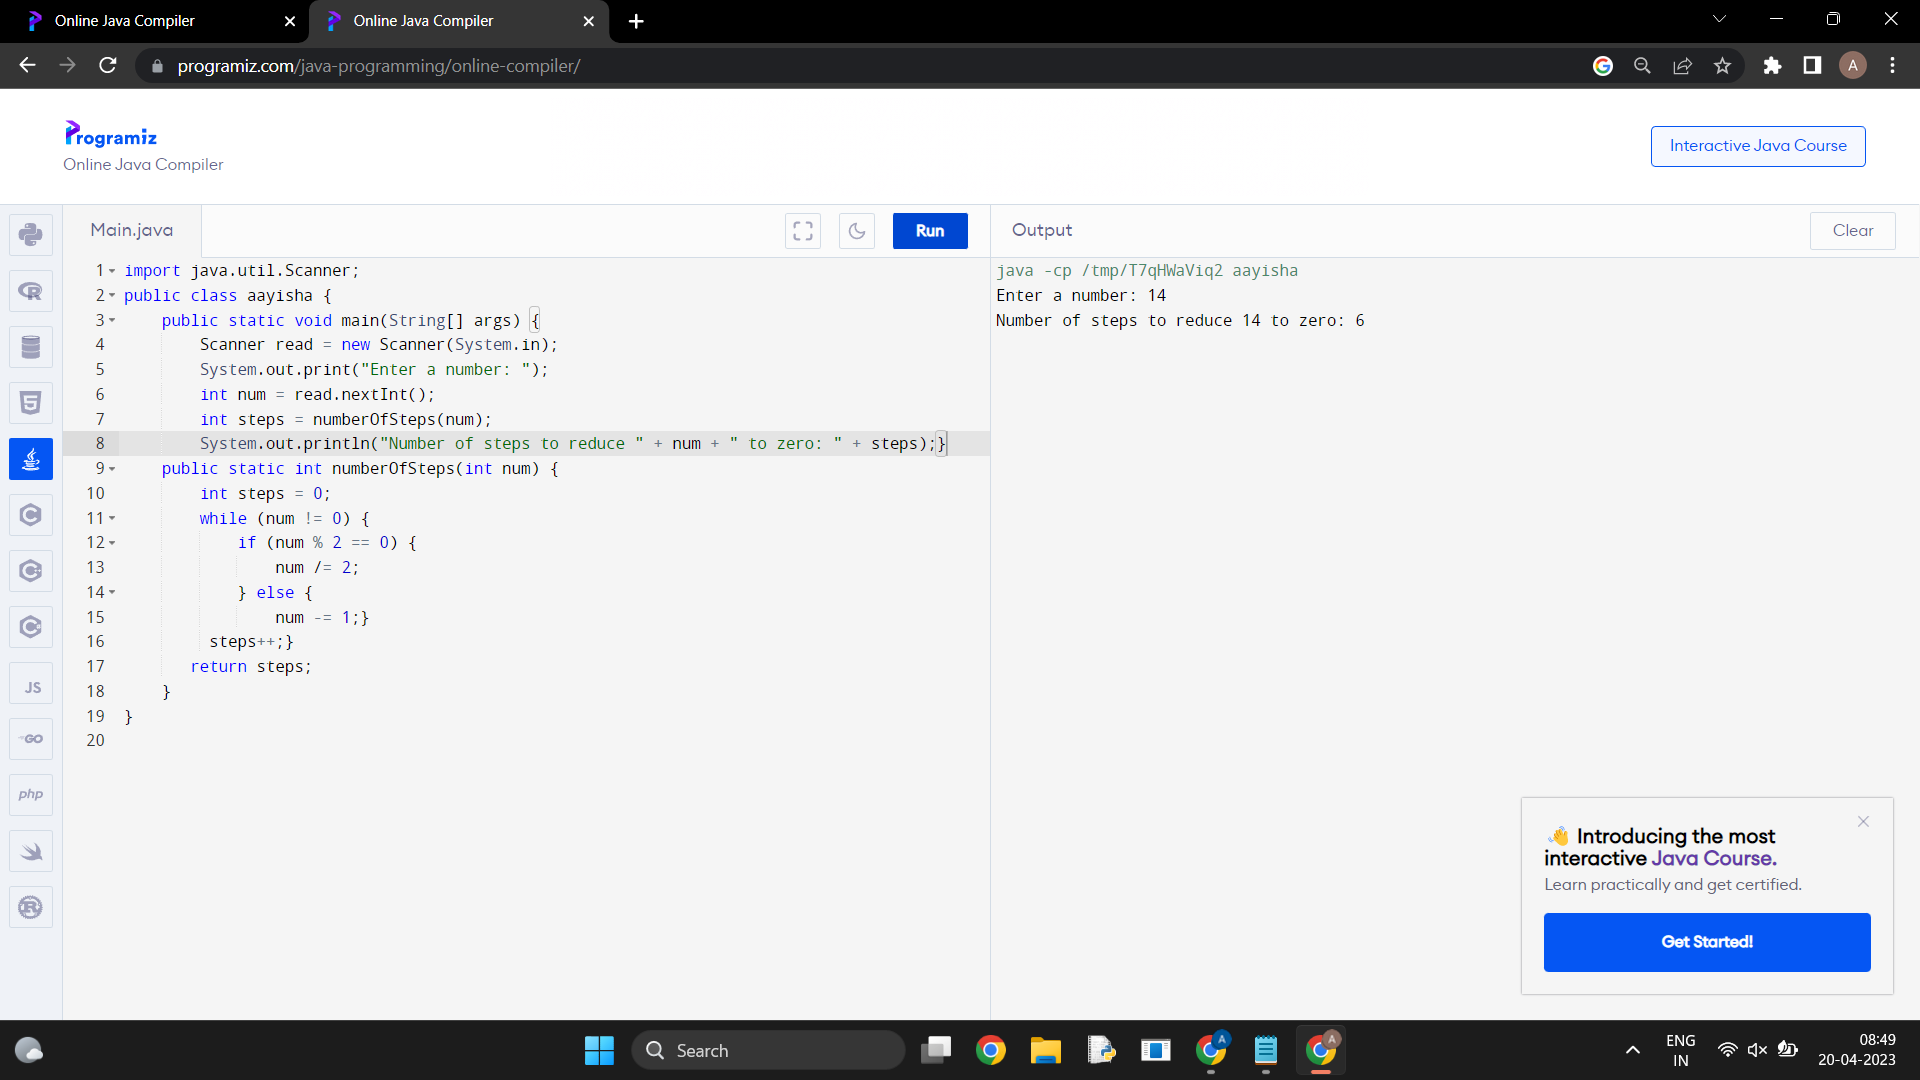 Online Java Compiler
Online Java Compiler
programiz.com/java-programming/online-compiler/
A
Programiz
Online Java Compiler
Interactive Java Course
Main.java
Run
Output
Clear
1 import java.util.Scanner;
2 public class aayisha {
3 public static void main(String[] args) {
4 Scanner read = new Scanner(System.in);
5 System.out.print("Enter a number: ");
6 int num = read.nextInt();
7 int steps = numberOfSteps(num);
8 System.out.println("Number of steps to reduce " + num + " to zero: " + steps);}
9 public static int numberOfSteps(int num) {
10 int steps = 0;
11 while (num != 0) {
12 if (num % 2 == 0) {
13 num /= 2;
14 } else {
15 num -= 1;}
16 steps++;}
17 return steps;
18 }
19 }
20
java -cp /tmp/T7qHWaViq2 aayisha
Enter a number: 14
Number of steps to reduce 14 to zero: 6
JS
GO
php
👋 Introducing the most
interactive Java Course.
Learn practically and get certified.
Get Started!
Search
A
A
ENG
IN
08:49
20-04-2023